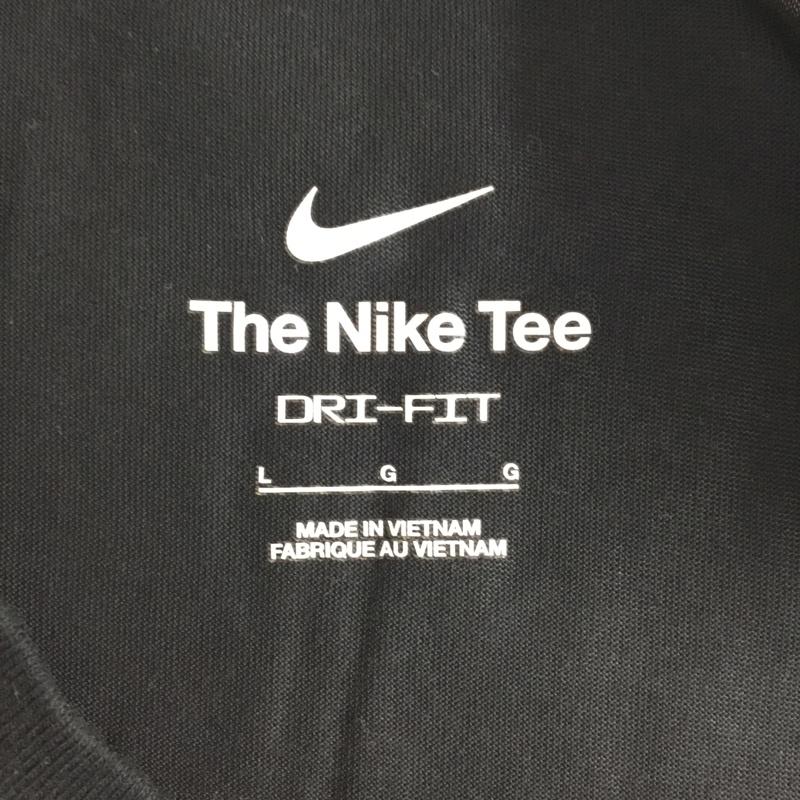 The Nike Tee
DRI-FIT
L G G
MADE IN VIETNAM
FABRIQUE AU VIETNAM